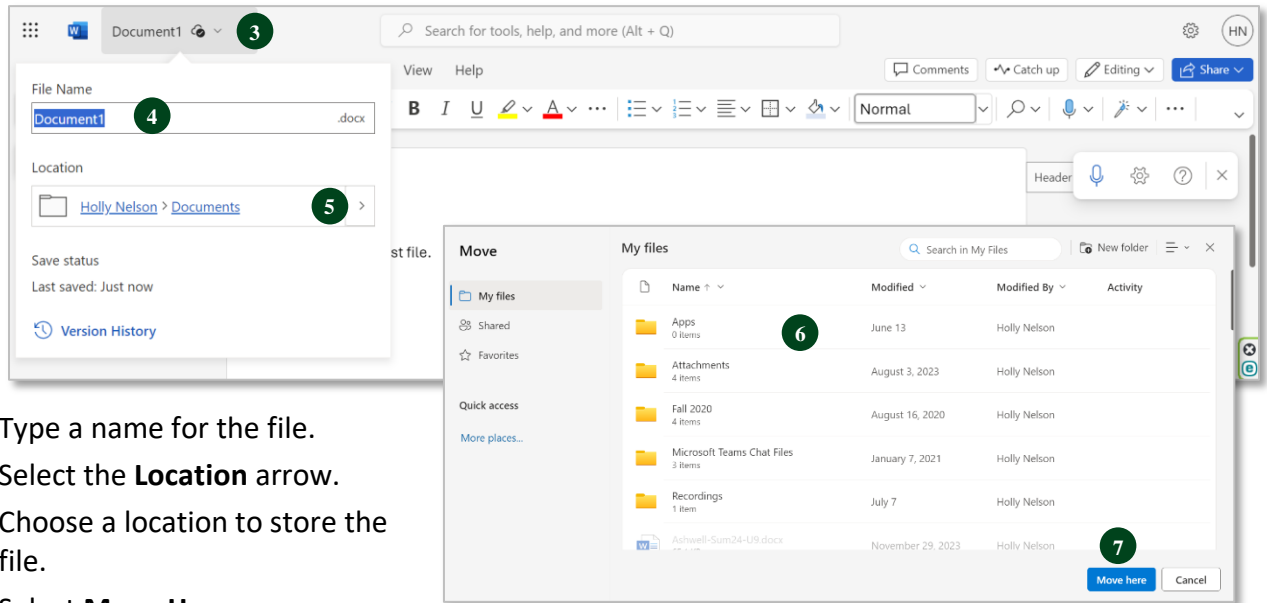 Document1 3 Search for tools, help, and more (Alt + Q) HN
View Help Comments Catch up Editing Share
File Name
Document1 4 .docx B I U A Normal
Location
Header
Holly Nelson > Documents 5
st file.
Save status
Last saved: Just now
Version History
Move My files Search in My Files New folder
Name Modified Modified By Activity
My files
Shared
Favorites
Quick access
More places...
Apps June 13 Holly Nelson
0 items 6
Attachments August 3, 2023 Holly Nelson
4 items
Fall 2020 August 16, 2020 Holly Nelson
4 items
Microsoft Teams Chat Files January 7, 2021 Holly Nelson
3 items
Recordings July 7 Holly Nelson
1 item
Ashwell-Sum24-U9.docx November 29, 2023 Holly Nelson
7
Move here Cancel
Type a name for the file.
Select the Location arrow.
Choose a location to store the
file.
Select